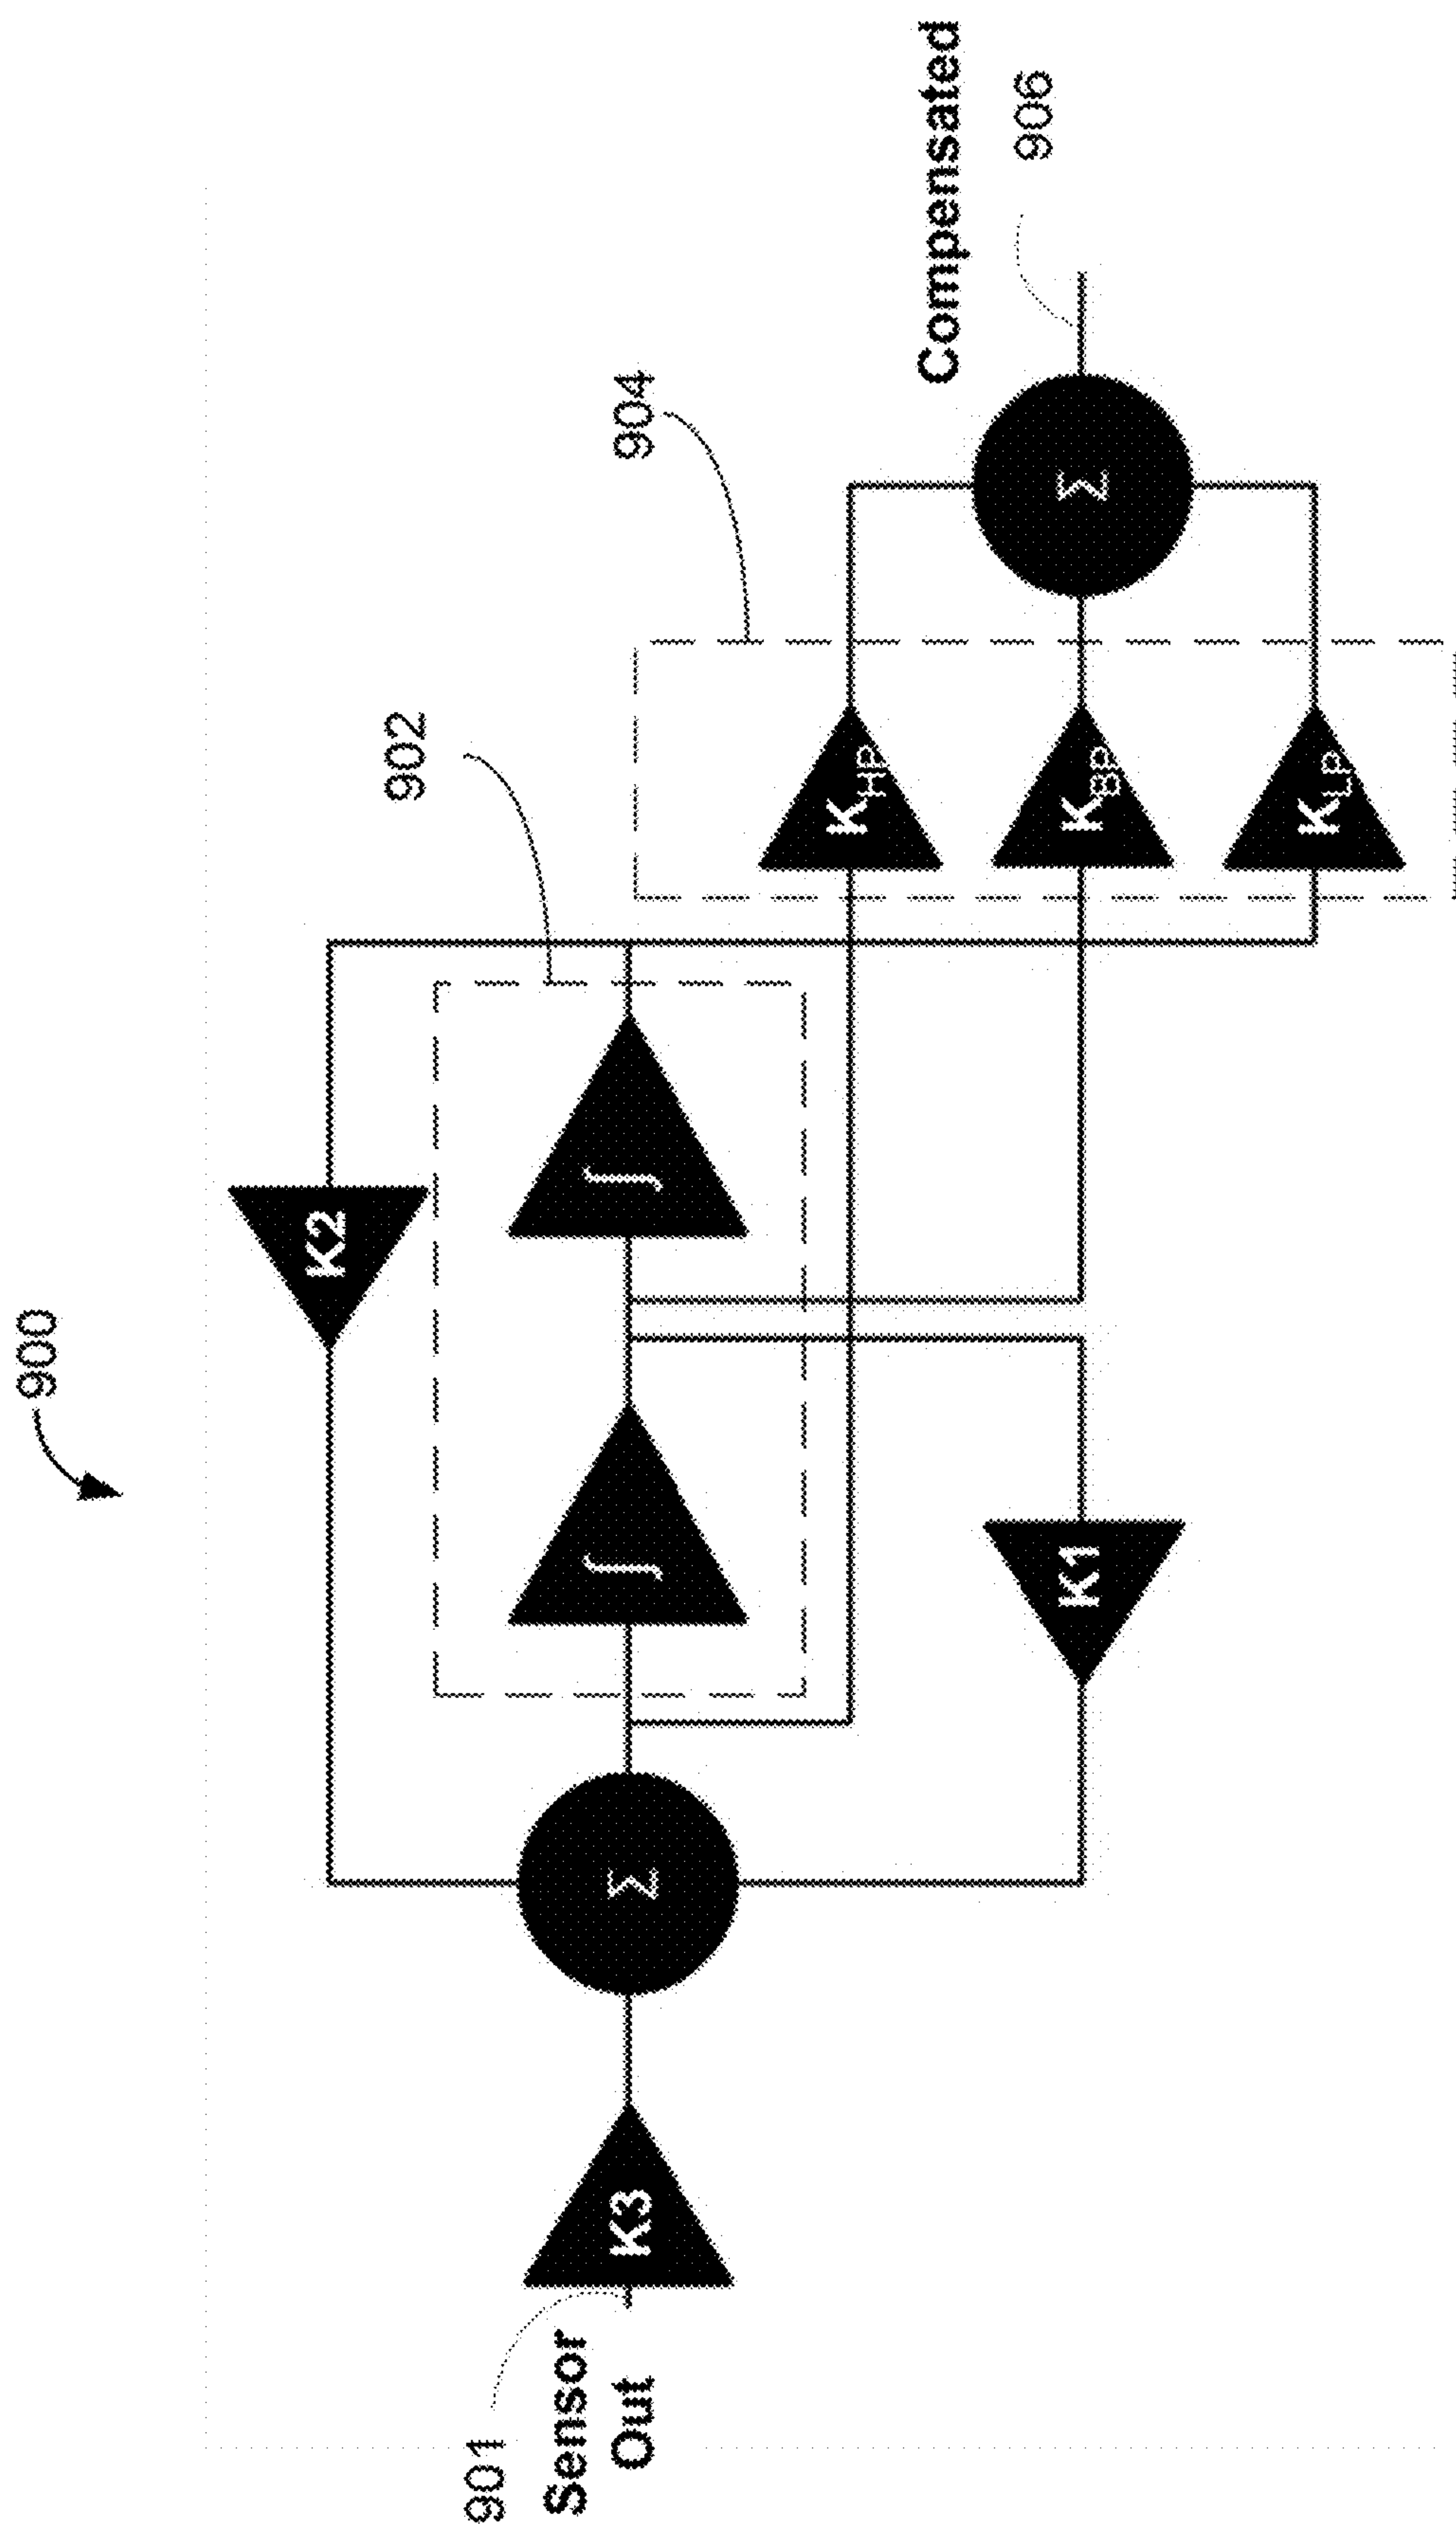 900
K2
902
904
901
Sensor
Out
K3
Σ
∫
∫
K1
KHP
KBP
KLP
Σ
Compensated
906